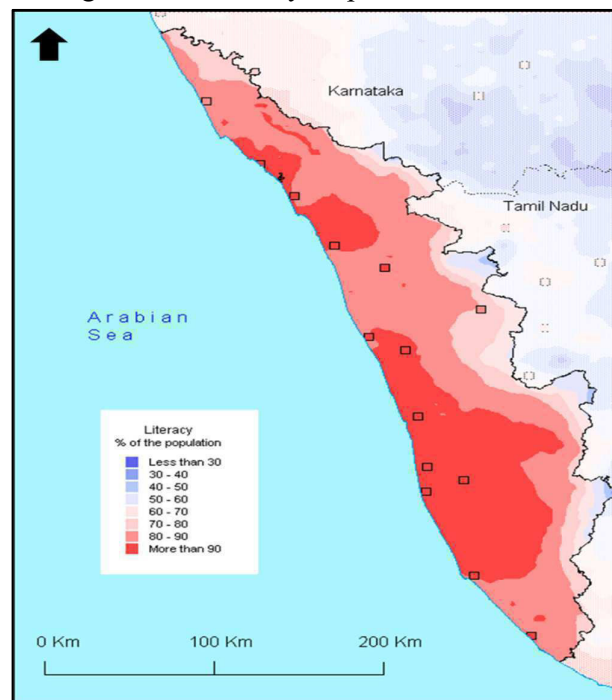 Karnataka
Tamil Nadu
Arabian
Sea
Literacy
% of the population
Less than 30
30 - 40
40 - 50
50 - 60
60 - 70
70 - 80
80 - 90
More than 90
0 Km
100 Km
200 Km